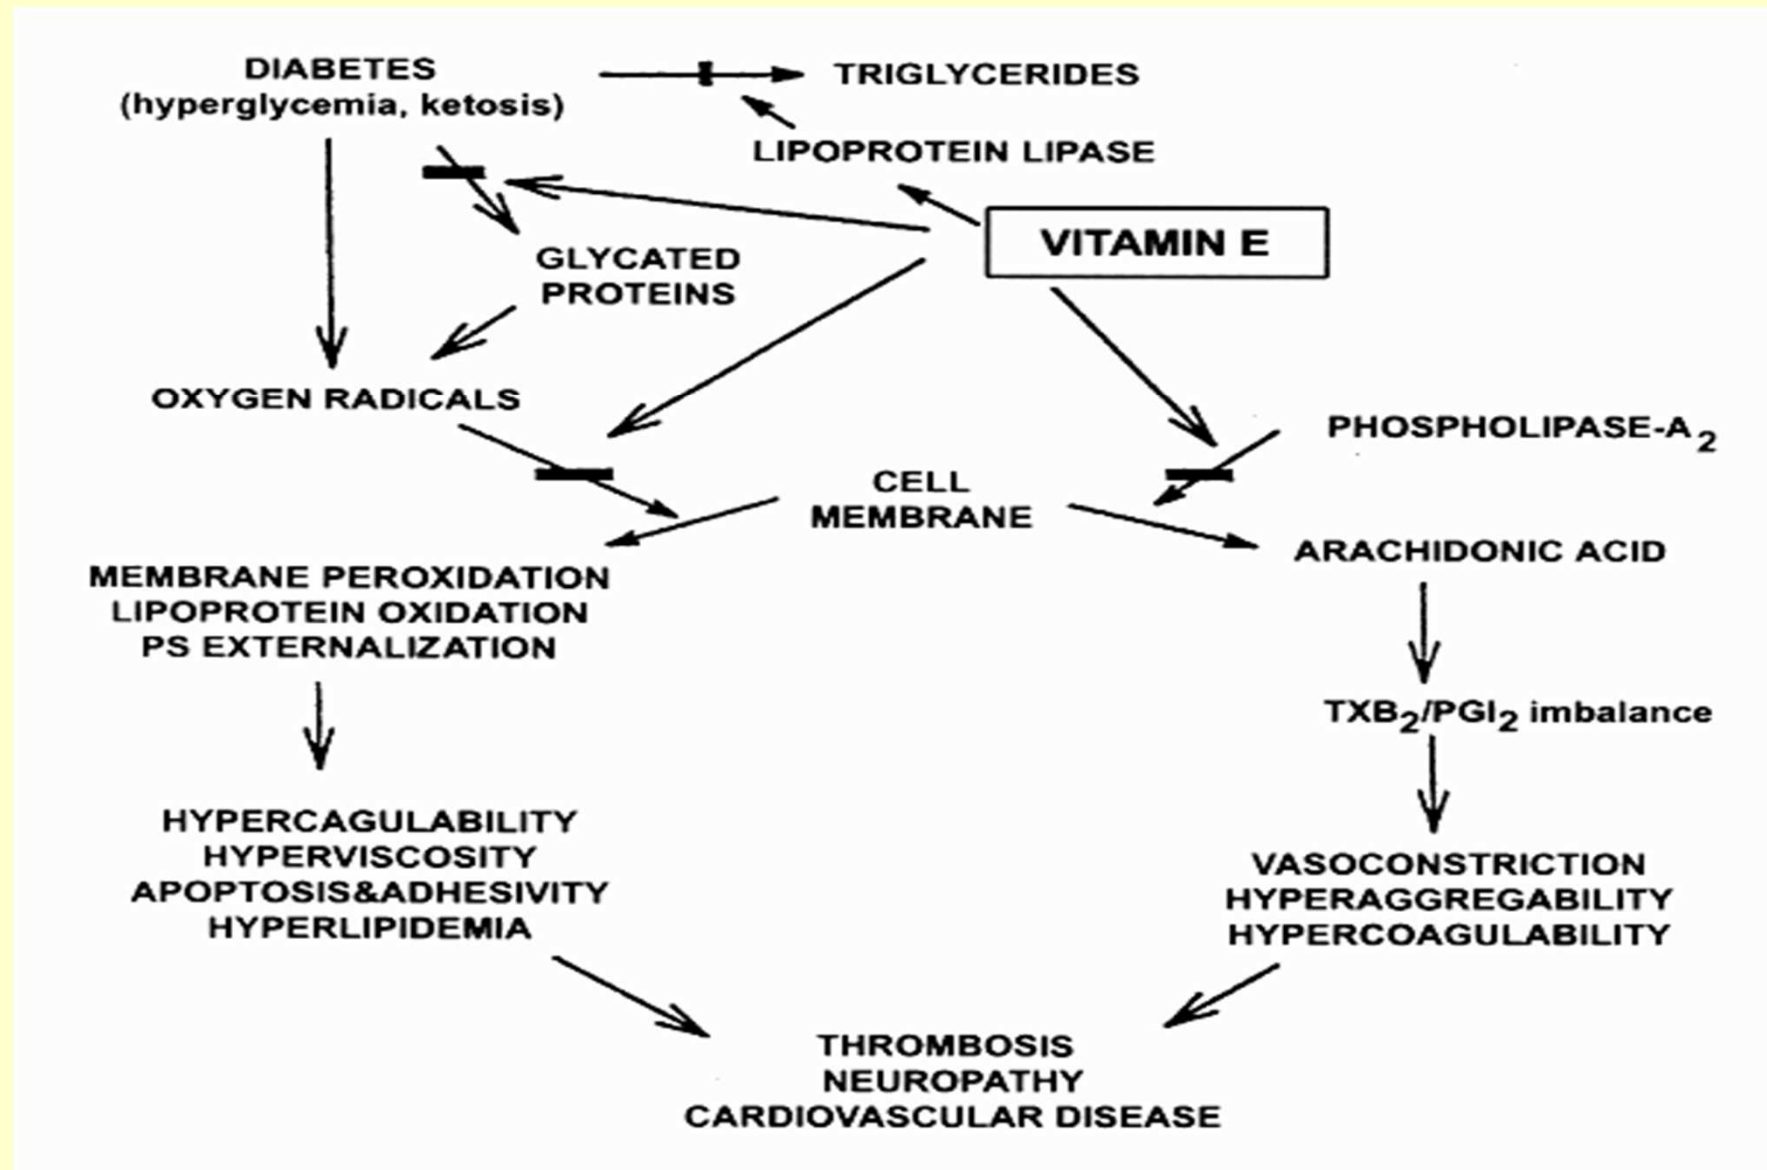 DIABETES
(hyperglycemia, ketosis)
TRIGLYCERIDES
LIPOPROTEIN LIPASE
VITAMIN E
GLYCATED
PROTEINS
OXYGEN RADICALS
PHOSPHOLIPASE-A2
CELL
MEMBRANE
ARACHIDONIC ACID
MEMBRANE PEROXIDATION
LIPOPROTEIN OXIDATION
PS EXTERNALIZATION
TXB2/PGI2 imbalance
HYPERCAGULABILITY
HYPERVISCOSITY
APOPTOSIS&ADHESIVITY
HYPERLIPIDEMIA
VASOCONSTRICTION
HYPERAGGREGABILITY
HYPERCOAGULABILITY
THROMBOSIS
NEUROPATHY
CARDIOVASCULAR DISEASE